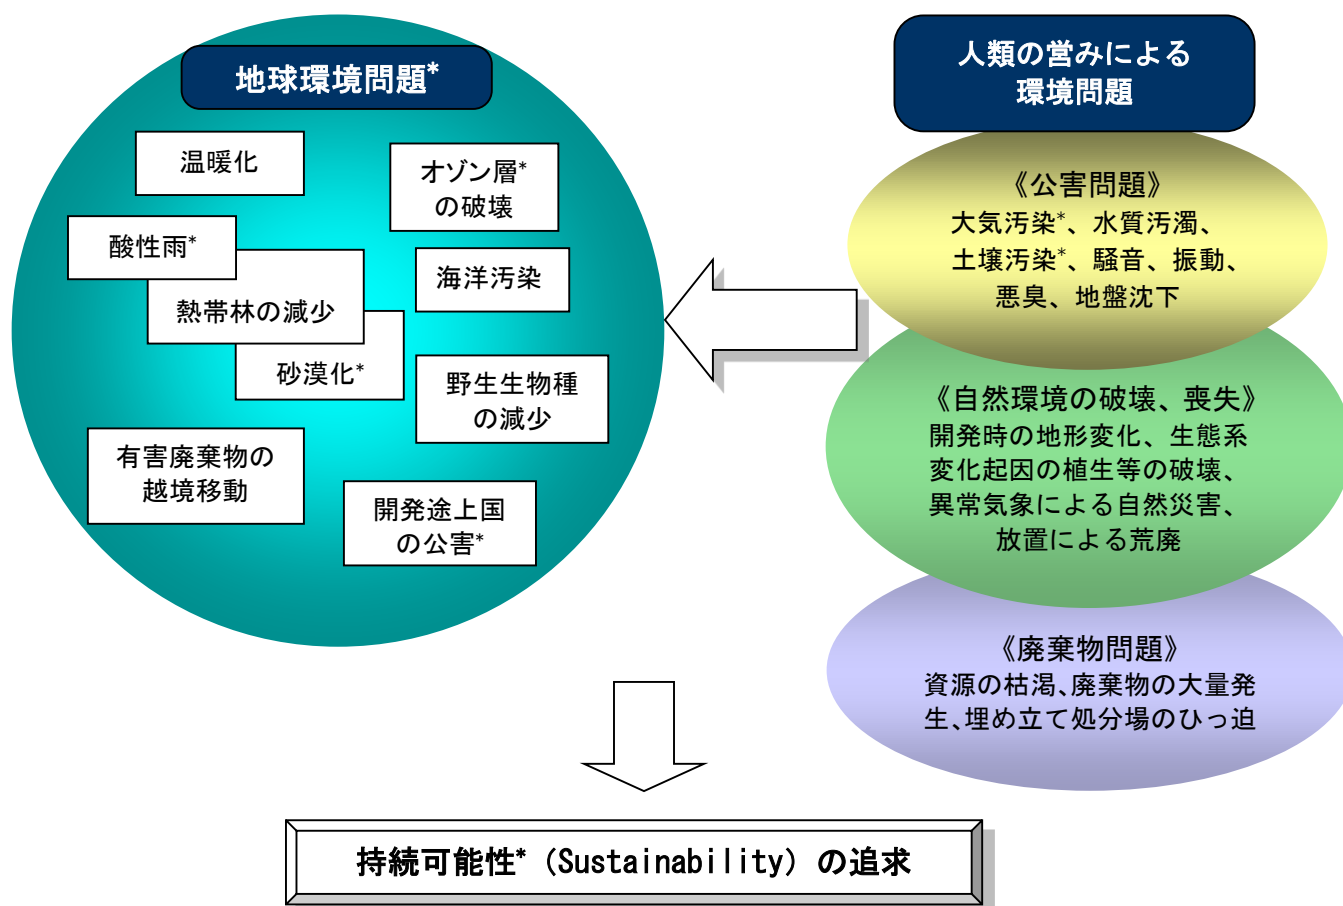 地球環境問題*
温暖化
オゾン層*
の破壊
酸性雨*
海洋汚染
熱帯林の減少
砂漠化*
野生生物種
の減少
有害廃棄物の
越境移動
開発途上国
の公害*
人類の営みによる
環境問題
《公害問題》
大気汚染*、水質汚濁、
土壌汚染*、騒音、振動、
悪臭、地盤沈下
《自然環境の破壊、喪失》
開発時の地形変化、生態系
変化起因の植生等の破壊、
異常気象による自然災害、
放置による荒廃
《廃棄物問題》
資源の枯渇、廃棄物の大量発
生、埋め立て処分場のひっ迫
持続可能性*（Sustainability）の追求